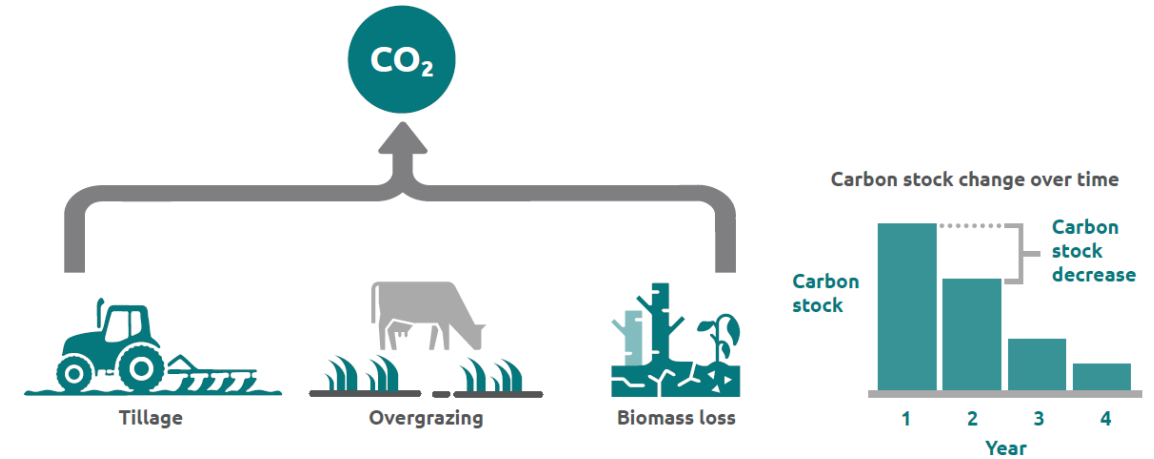 CO₂
Tillage
Overgrazing
Biomass loss
Carbon stock change over time
Carbon
stock
Carbon
stock
decrease
1 2 3 4
Year